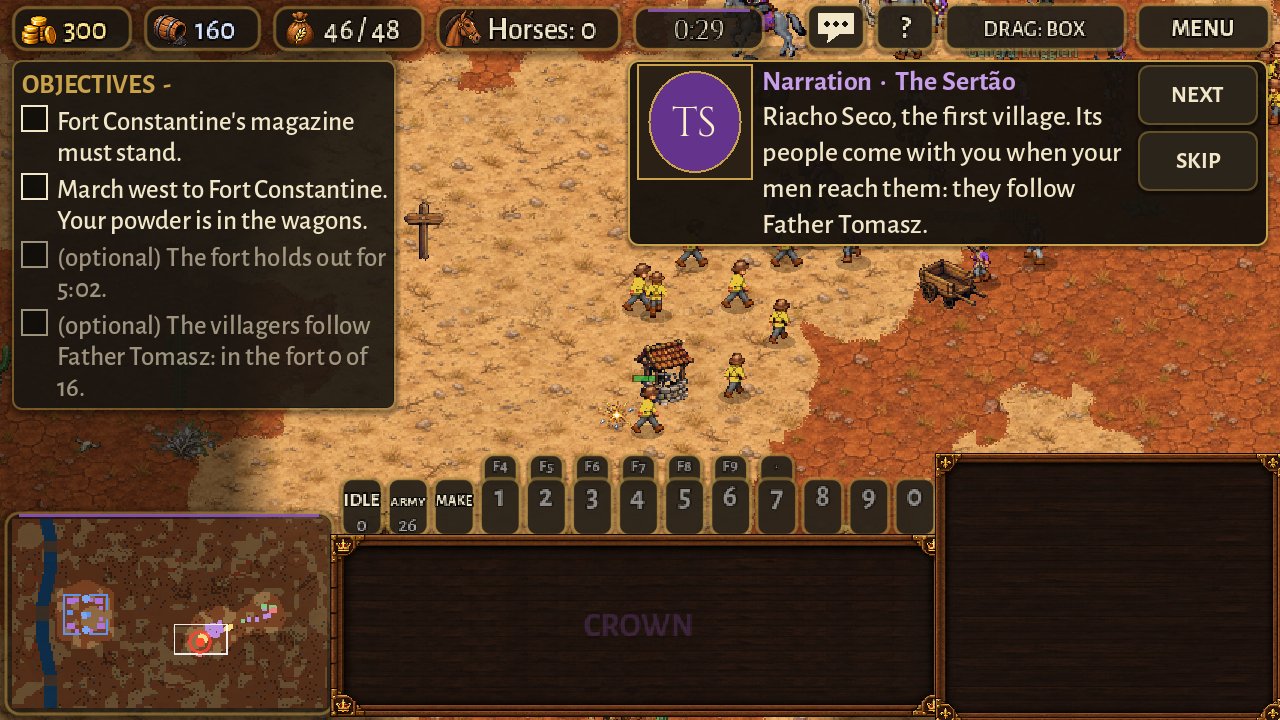 300
160
46/48
Horses: 0
0:29
?
DRAG: BOX
MENU
OBJECTIVES -
Fort Constantine's magazine
must stand.
March west to Fort Constantine.
Your powder is in the wagons.
(optional) The fort holds out for
5:02.
(optional) The villagers follow
Father Tomasz: in the fort 0 of
16.
TS
Narration · The Sertão
Riacho Seco, the first village. Its
people come with you when your
men reach them: they follow
Father Tomasz.
NEXT
SKIP
F4
F5
F6
F7
F8
F9
IDLE
0
ARMY
26
MAKE
1
2
3
4
5
6
7
8
9
0
CROWN